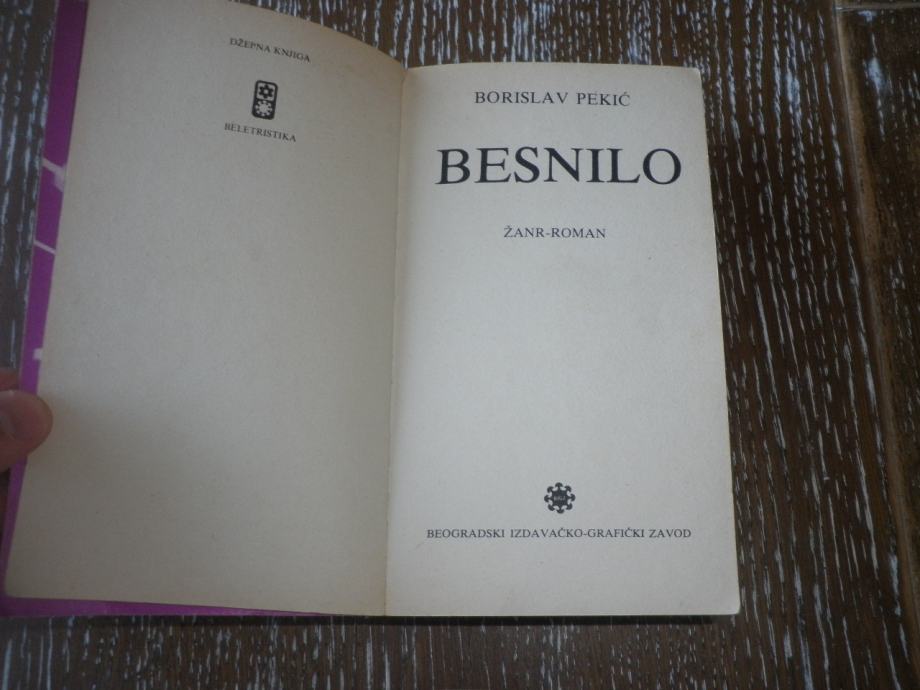 DŽEPNA KNJIGA
BELETRISTIKA
BORISLAV PEKIĆ
BESNILO
ŽANR-ROMAN
BEOGRADSKI IZDAVAČKO-GRAFIČKI ZAVOD